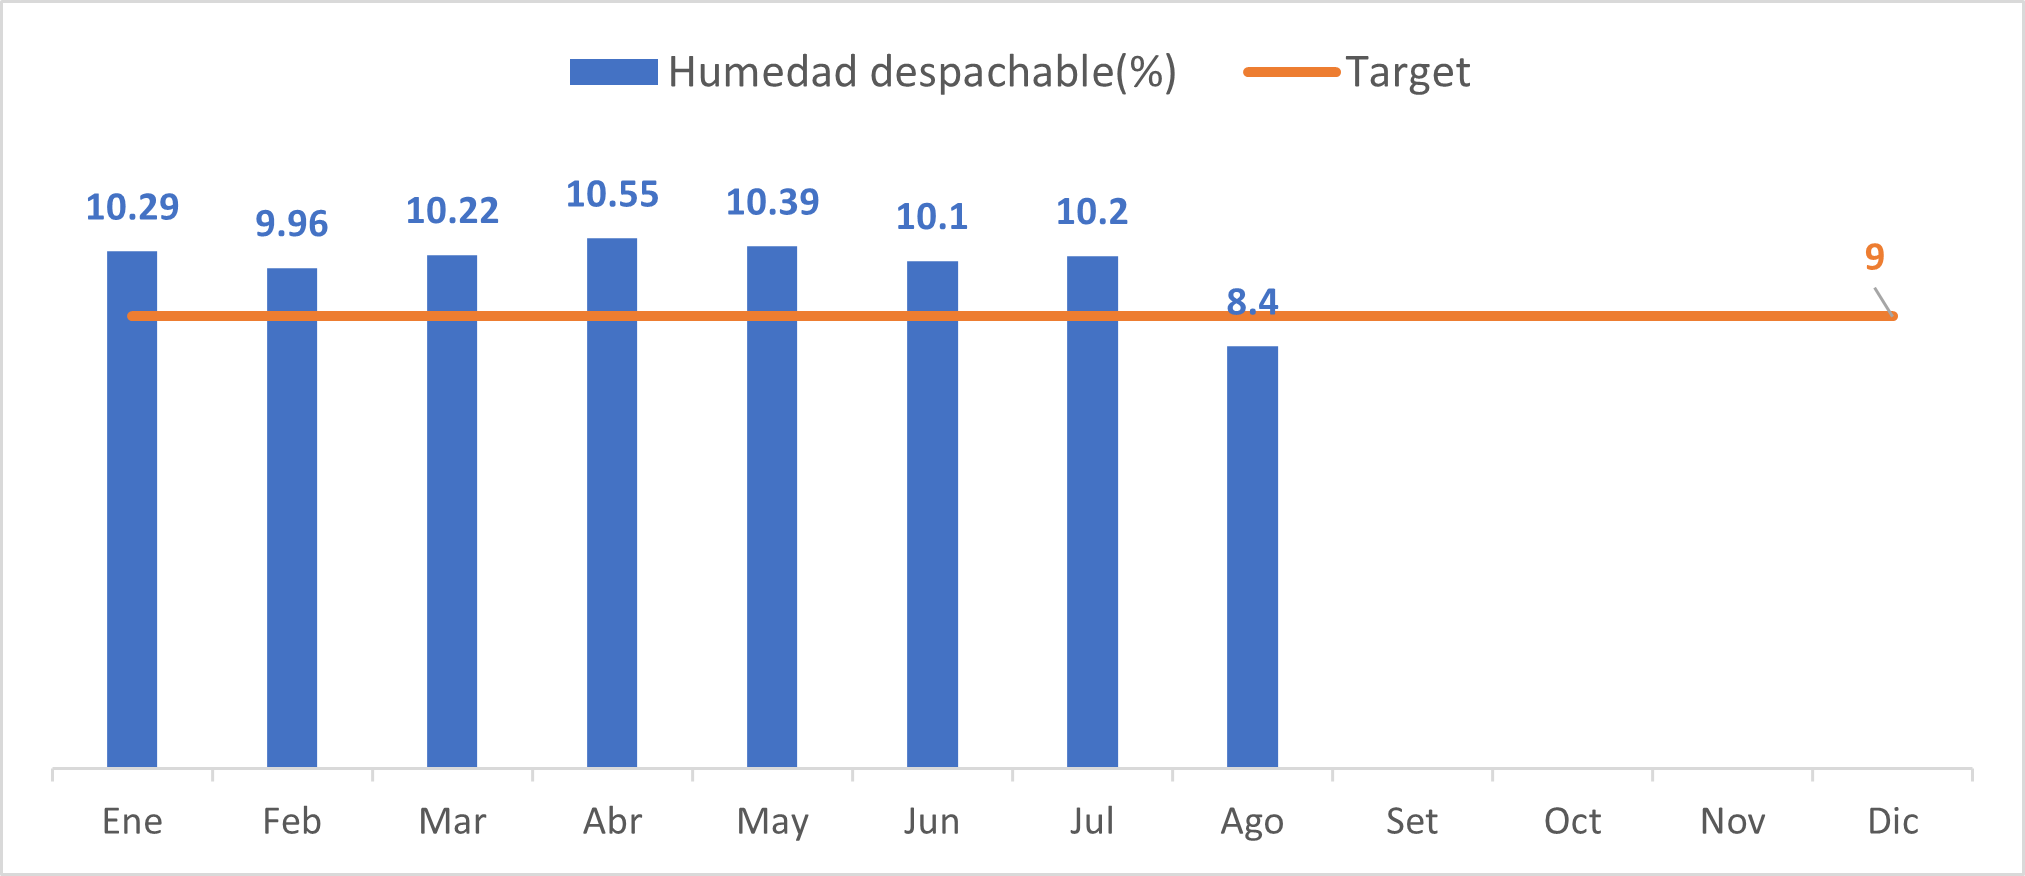 Humedad despachable(%) Target
10.29 9.96 10.22 10.55 10.39 10.1 10.2 8.4 9
Ene Feb Mar Abr May Jun Jul Ago Set Oct Nov Dic